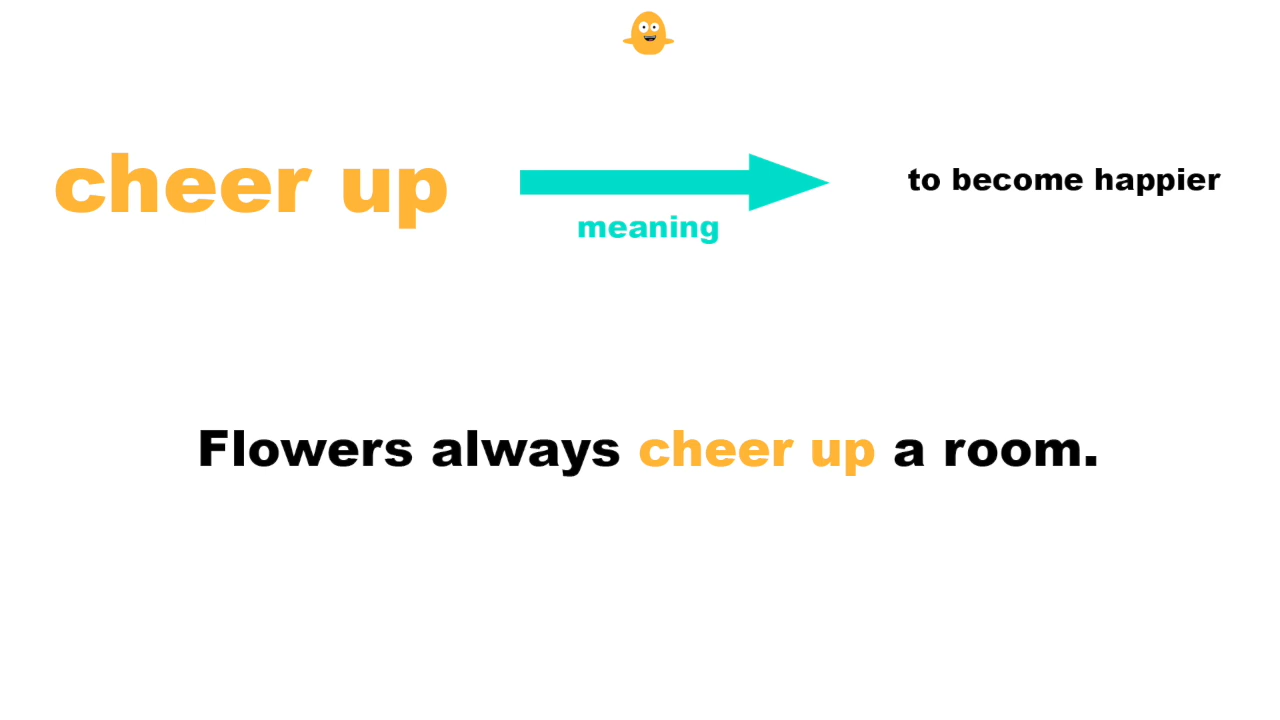 cheer up
meaning
to become happier
Flowers always cheer up a room.